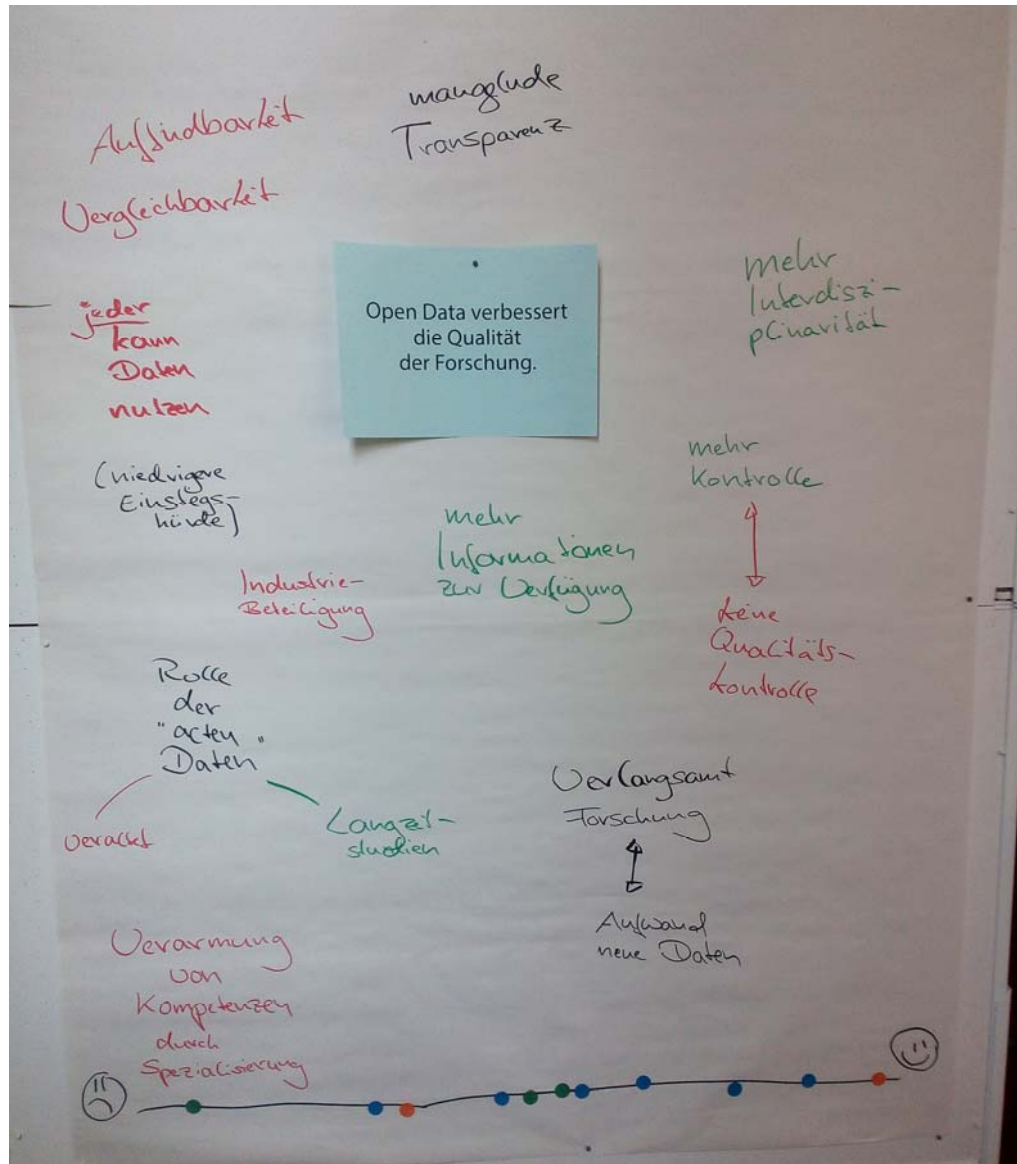 Auffindbarkeit
mangelnde
Transparenz
Vergleichbarkeit
Open Data verbessert
die Qualität
der Forschung.
mehr
Interdiszi-
plinarität
jeder
kann
Daten
nutzen
(niedrigere
Einstiegs-
hürde)
mehr
Kontrolle
keine
Qualitäts-
kontrolle
mehr
Informationen
zur Verfügung
Industrie-
Beteiligung
Rolle
der
"alten"
Daten
veraltet
Langzeit-
studien
Verlangsamt
Forschung
Aufwand
neue Daten
Verarmung
von
Kompetenzen
durch
Spezialisierung